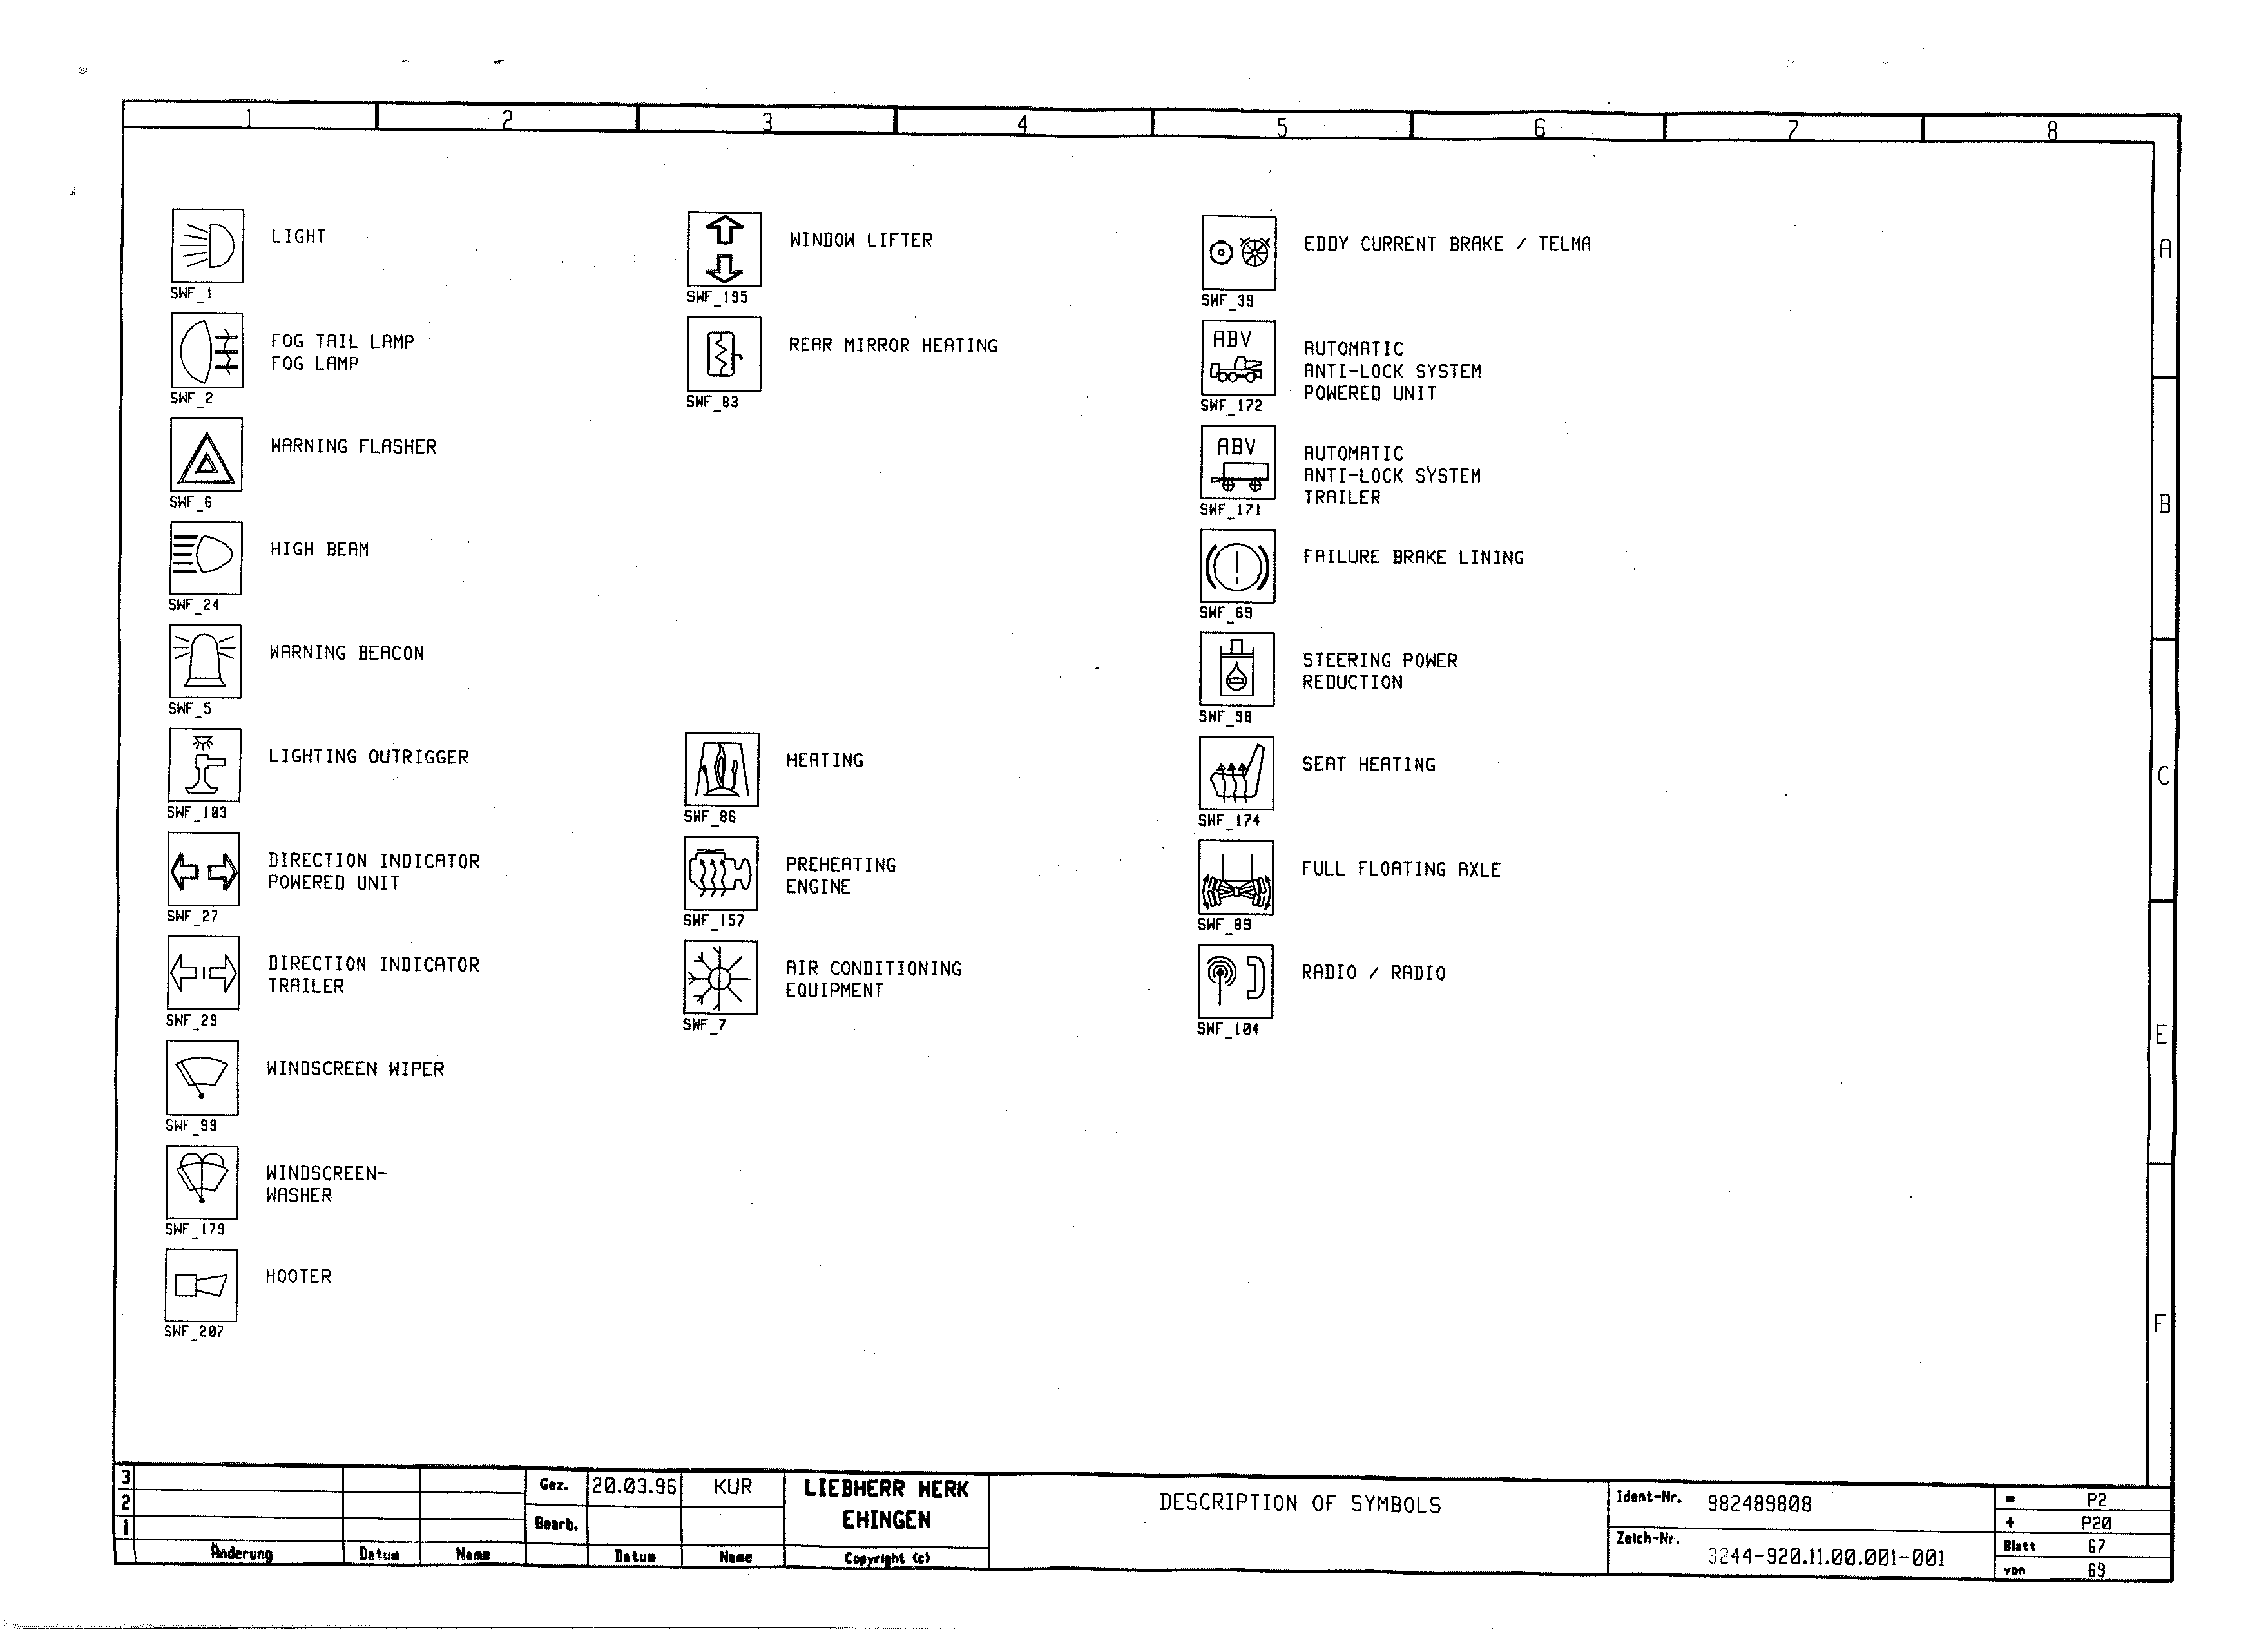 1 2 3 4 5 6 7 8
LIGHT
SWF_1
FOG TAIL LAMP
FOG LAMP
SWF_2
WARNING FLASHER
SWF_6
HIGH BEAM
SWF_24
WARNING BEACON
SWF_5
LIGHTING OUTRIGGER
SWF_103
DIRECTION INDICATOR
POWERED UNIT
SWF_27
DIRECTION INDICATOR
TRAILER
SWF_29
WINDSCREEN WIPER
SWF_99
WINDSCREEN-
WASHER
SWF_179
HOOTER
SWF_207
WINDOW LIFTER
SWF_195
REAR MIRROR HEATING
SWF_83
HEATING
SWF_86
PREHEATING
ENGINE
SWF_157
AIR CONDITIONING
EQUIPMENT
SWF_7
EDDY CURRENT BRAKE / TELMA
SWF_39
ABV
AUTOMATIC
ANTI-LOCK SYSTEM
POWERED UNIT
SWF_172
ABV
AUTOMATIC
ANTI-LOCK SYSTEM
TRAILER
SWF_171
FAILURE BRAKE LINING
SWF_69
STEERING POWER
REDUCTION
SWF_98
SEAT HEATING
SWF_174
FULL FLOATING AXLE
SWF_89
RADIO / RADIO
SWF_104
A
B
C
E
F
3
2
1
Änderung Datum Name
Gez. 20.03.96 KUR
Bearb.
Datum Name
LIEBHERR WERK
EHINGEN
Copyright (c)
DESCRIPTION OF SYMBOLS
Ident-Nr. 982489808
Zeich-Nr. 3244-920.11.00.001-001
= P2
+ P20
Blatt 67
von 69